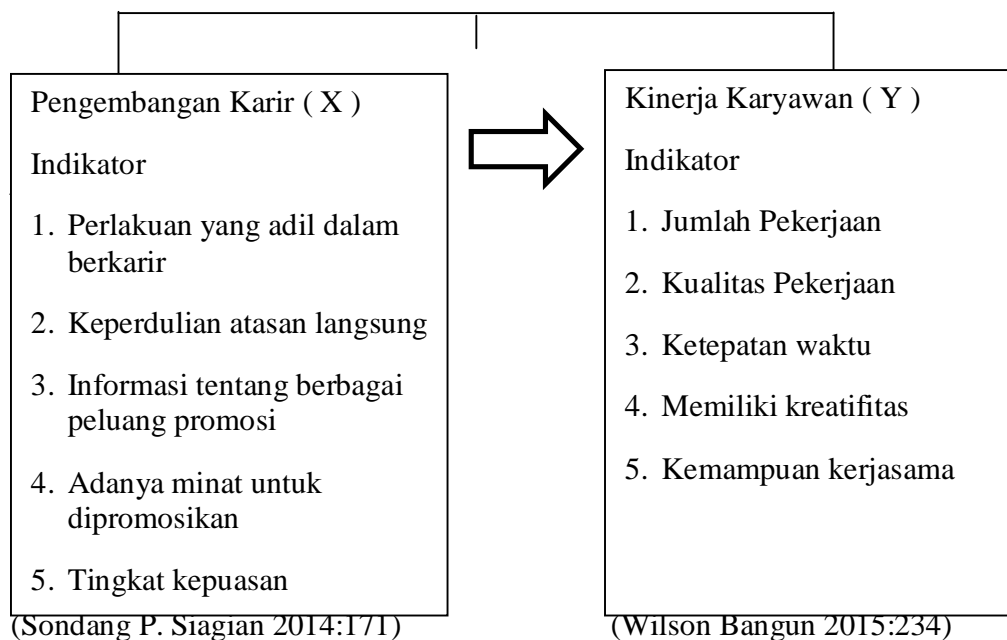 Pengembangan Karir ( X )
Indikator
1. Perlakuan yang adil dalam
berkarir
2. Keperdulian atasan langsung
3. Informasi tentang berbagai
peluang promosi
4. Adanya minat untuk
dipromosikan
5. Tingkat kepuasan
(Sondang P. Siagian 2014:171)
Kinerja Karyawan ( Y )
Indikator
1. Jumlah Pekerjaan
2. Kualitas Pekerjaan
3. Ketepatan waktu
4. Memiliki kreatifitas
5. Kemampuan kerjasama
(Wilson Bangun 2015:234)